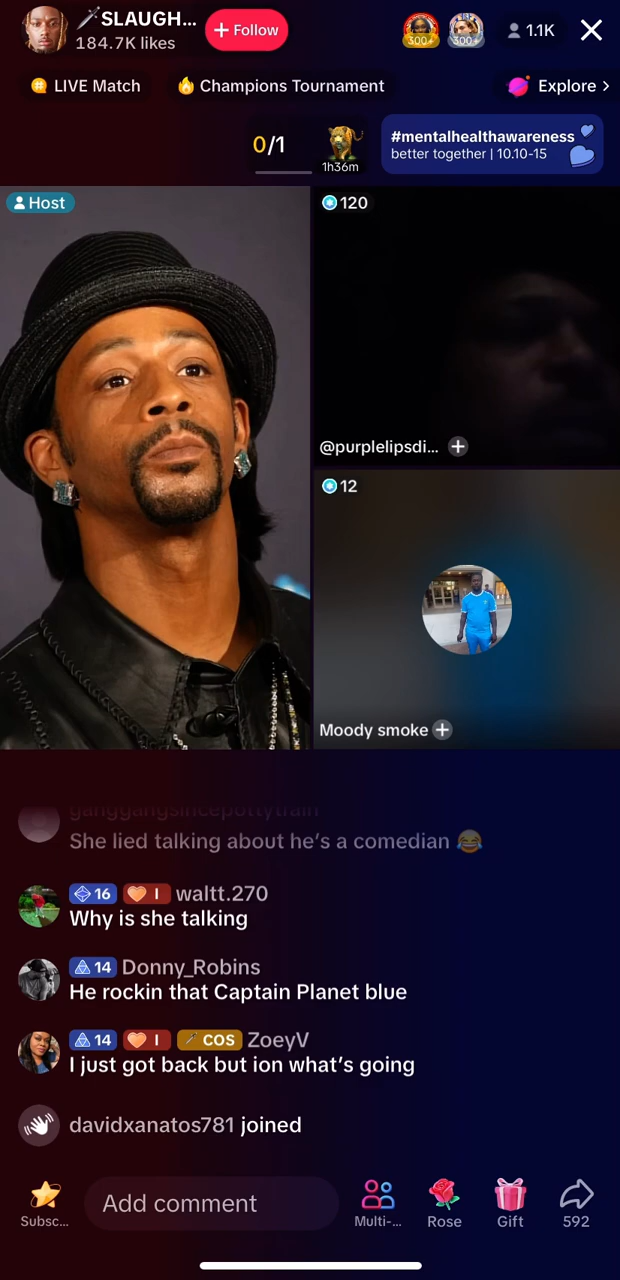 SLAUGH...
184.7K likes
+ Follow
300+
300+
1.1K
LIVE Match
Champions Tournament
Explore >
0/1
1h36m
#mentalhealthawareness
better together | 10.10-15
Host
120
@purplelipsdi...
12
Moody smoke
ganggangsincepottytrain
She lied talking about he’s a comedian 😂
16 I waltt.270
Why is she talking
14 Donny_Robins
He rockin that Captain Planet blue
14 I COS ZoeyV
I just got back but ion what’s going
davidxanatos781 joined
Subsc...
Add comment
Multi-...
Rose
Gift
592